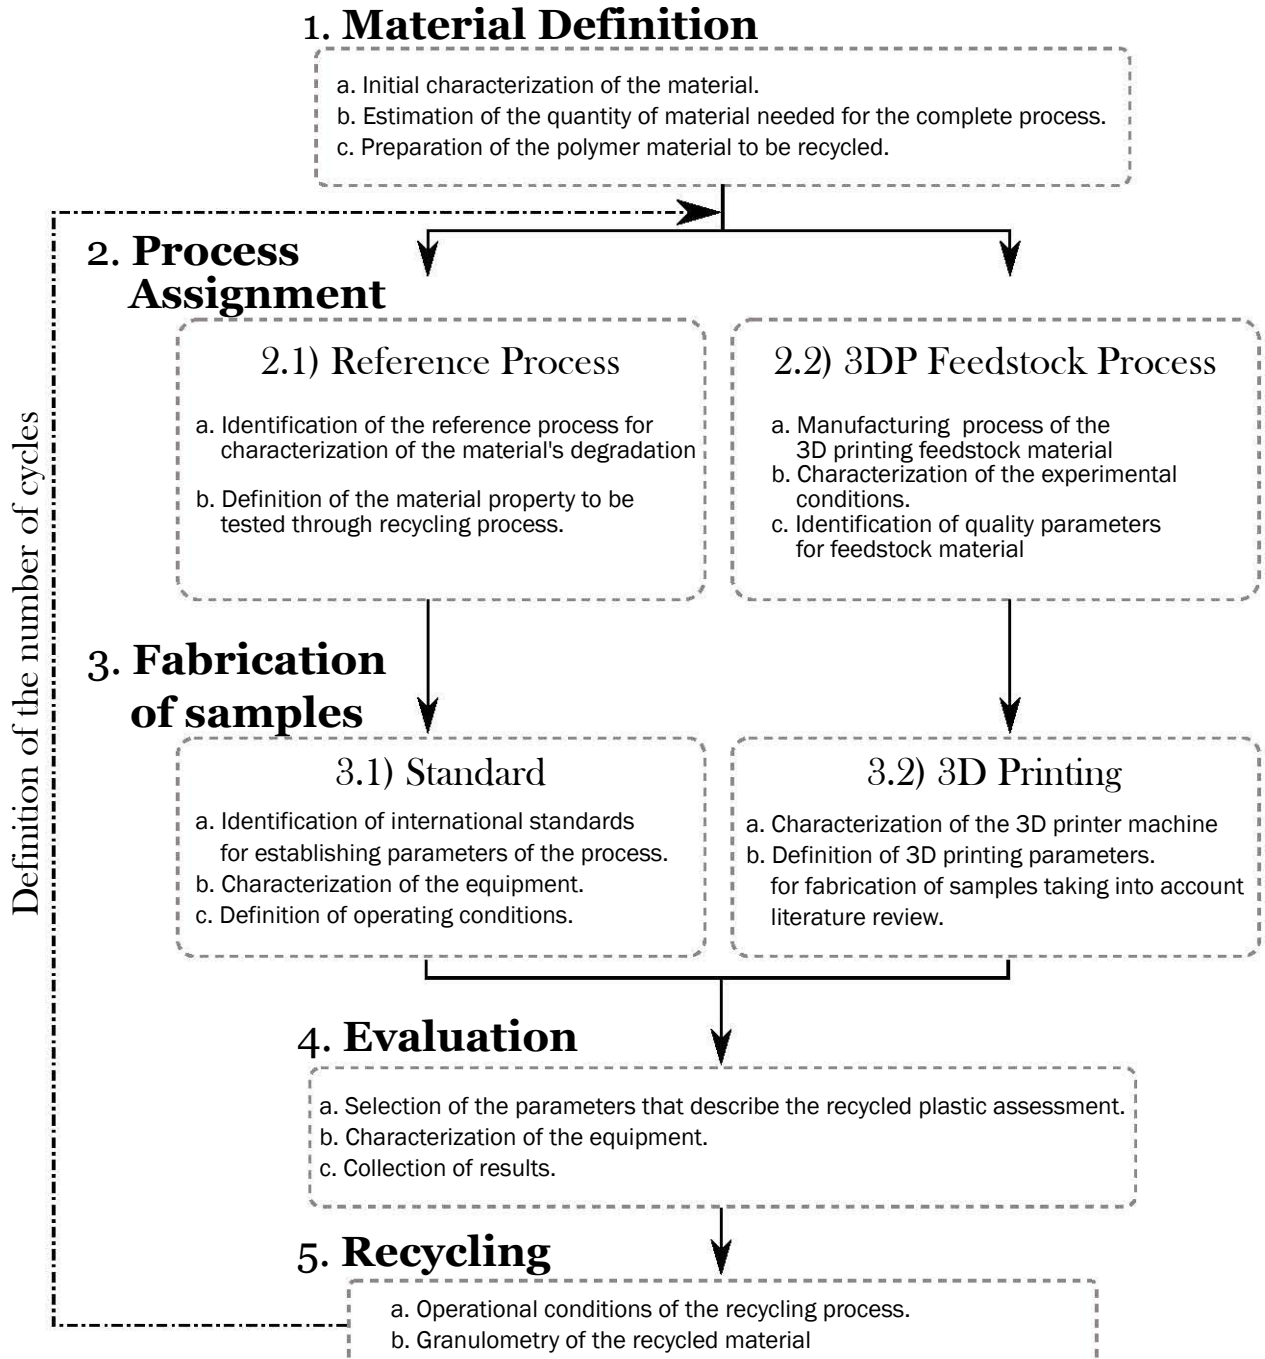 1. Material Definition
a. Initial characterization of the material.
b. Estimation of the quantity of material needed for the complete process.
c. Preparation of the polymer material to be recycled.
2. Process
Assignment
2.1) Reference Process
a. Identification of the reference process for
characterization of the material's degradation
b. Definition of the material property to be
tested through recycling process.
2.2) 3DP Feedstock Process
a. Manufacturing process of the
3D printing feedstock material
b. Characterization of the experimental
conditions.
c. Identification of quality parameters
for feedstock material
Definition of the number of cycles
3. Fabrication
of samples
3.1) Standard
a. Identification of international standards
for establishing parameters of the process.
b. Characterization of the equipment.
c. Definition of operating conditions.
3.2) 3D Printing
a. Characterization of the 3D printer machine
b. Definition of 3D printing parameters.
for fabrication of samples taking into account
literature review.
4. Evaluation
a. Selection of the parameters that describe the recycled plastic assessment.
b. Characterization of the equipment.
c. Collection of results.
5. Recycling
a. Operational conditions of the recycling process.
b. Granulometry of the recycled material